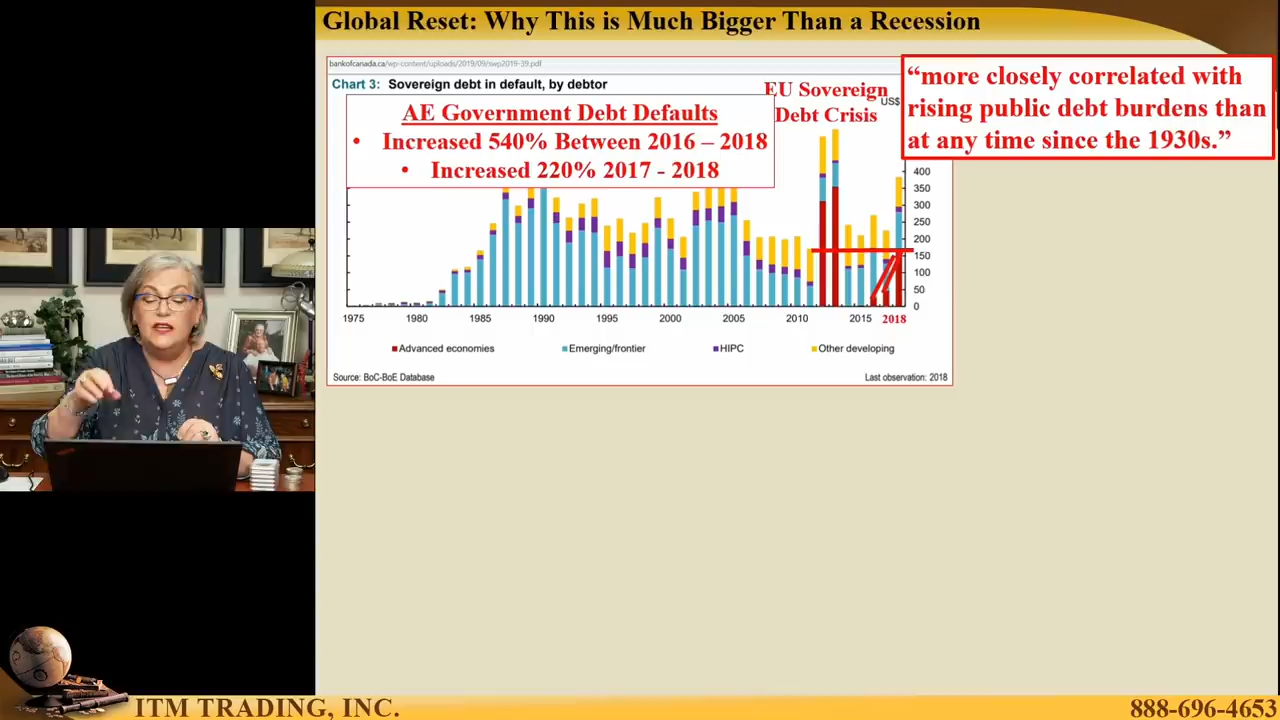 Global Reset: Why This is Much Bigger Than a Recession
bankofcanada.ca/wp-content/uploads/2019/09/swp2019-39.pdf
Chart 3: Sovereign debt in default, by debtor
AE Government Debt Defaults
• Increased 540% Between 2016 – 2018
• Increased 220% 2017 - 2018
EU Sovereign
Debt Crisis
US$
“more closely correlated with
rising public debt burdens than
at any time since the 1930s.”
400
350
300
250
200
150
100
50
0
1975 1980 1985 1990 1995 2000 2005 2010 2015 2018
Advanced economies Emerging/frontier HIPC Other developing
Source: BoC-BoE Database Last observation: 2018
ITM TRADING, INC. 888-696-4653